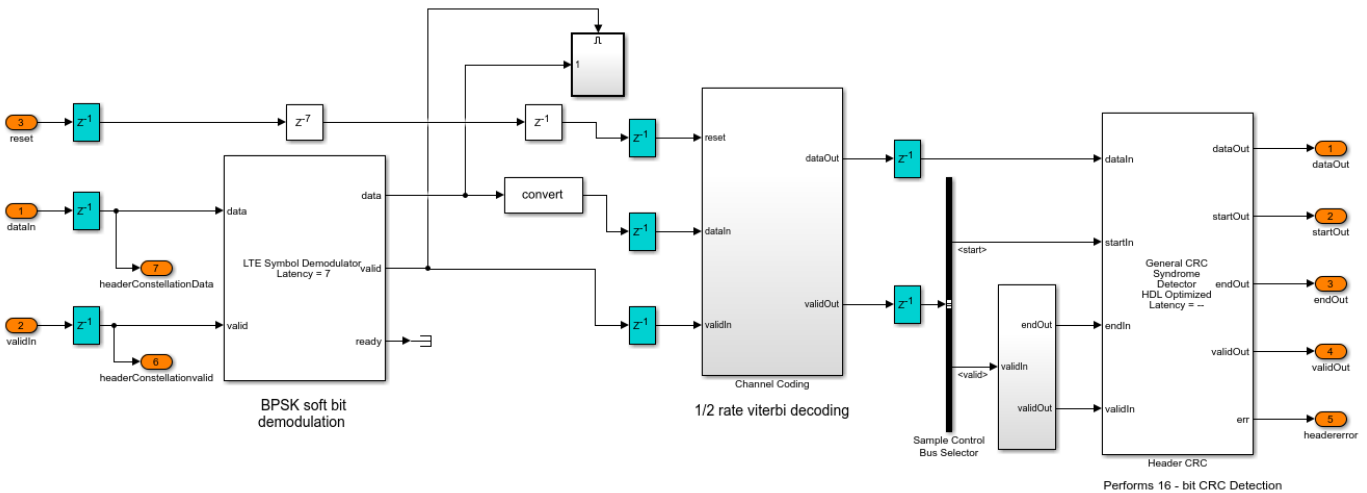 1
3
reset
z-1
z-7
z-1
z-1
reset
dataOut
z-1
dataIn
dataOut
1
dataOut
data
convert
1
dataIn
z-1
data
z-1
dataIn
startOut
2
startOut
<start>
startIn
LTE Symbol Demodulator
Latency = 7
valid
7
headerConstellationData
General CRC
Syndrome
Detector
HDL Optimized
Latency = --
endOut
3
endOut
validOut
z-1
2
validIn
z-1
valid
z-1
validIn
endOut
endIn
ready
6
headerConstellationvalid
validOut
4
validOut
<valid>
validIn
Channel Coding
BPSK soft bit
demodulation
1/2 rate viterbi decoding
validOut
validIn
err
5
headererror
Sample Control
Bus Selector
Header CRC
Performs 16 - bit CRC Detection